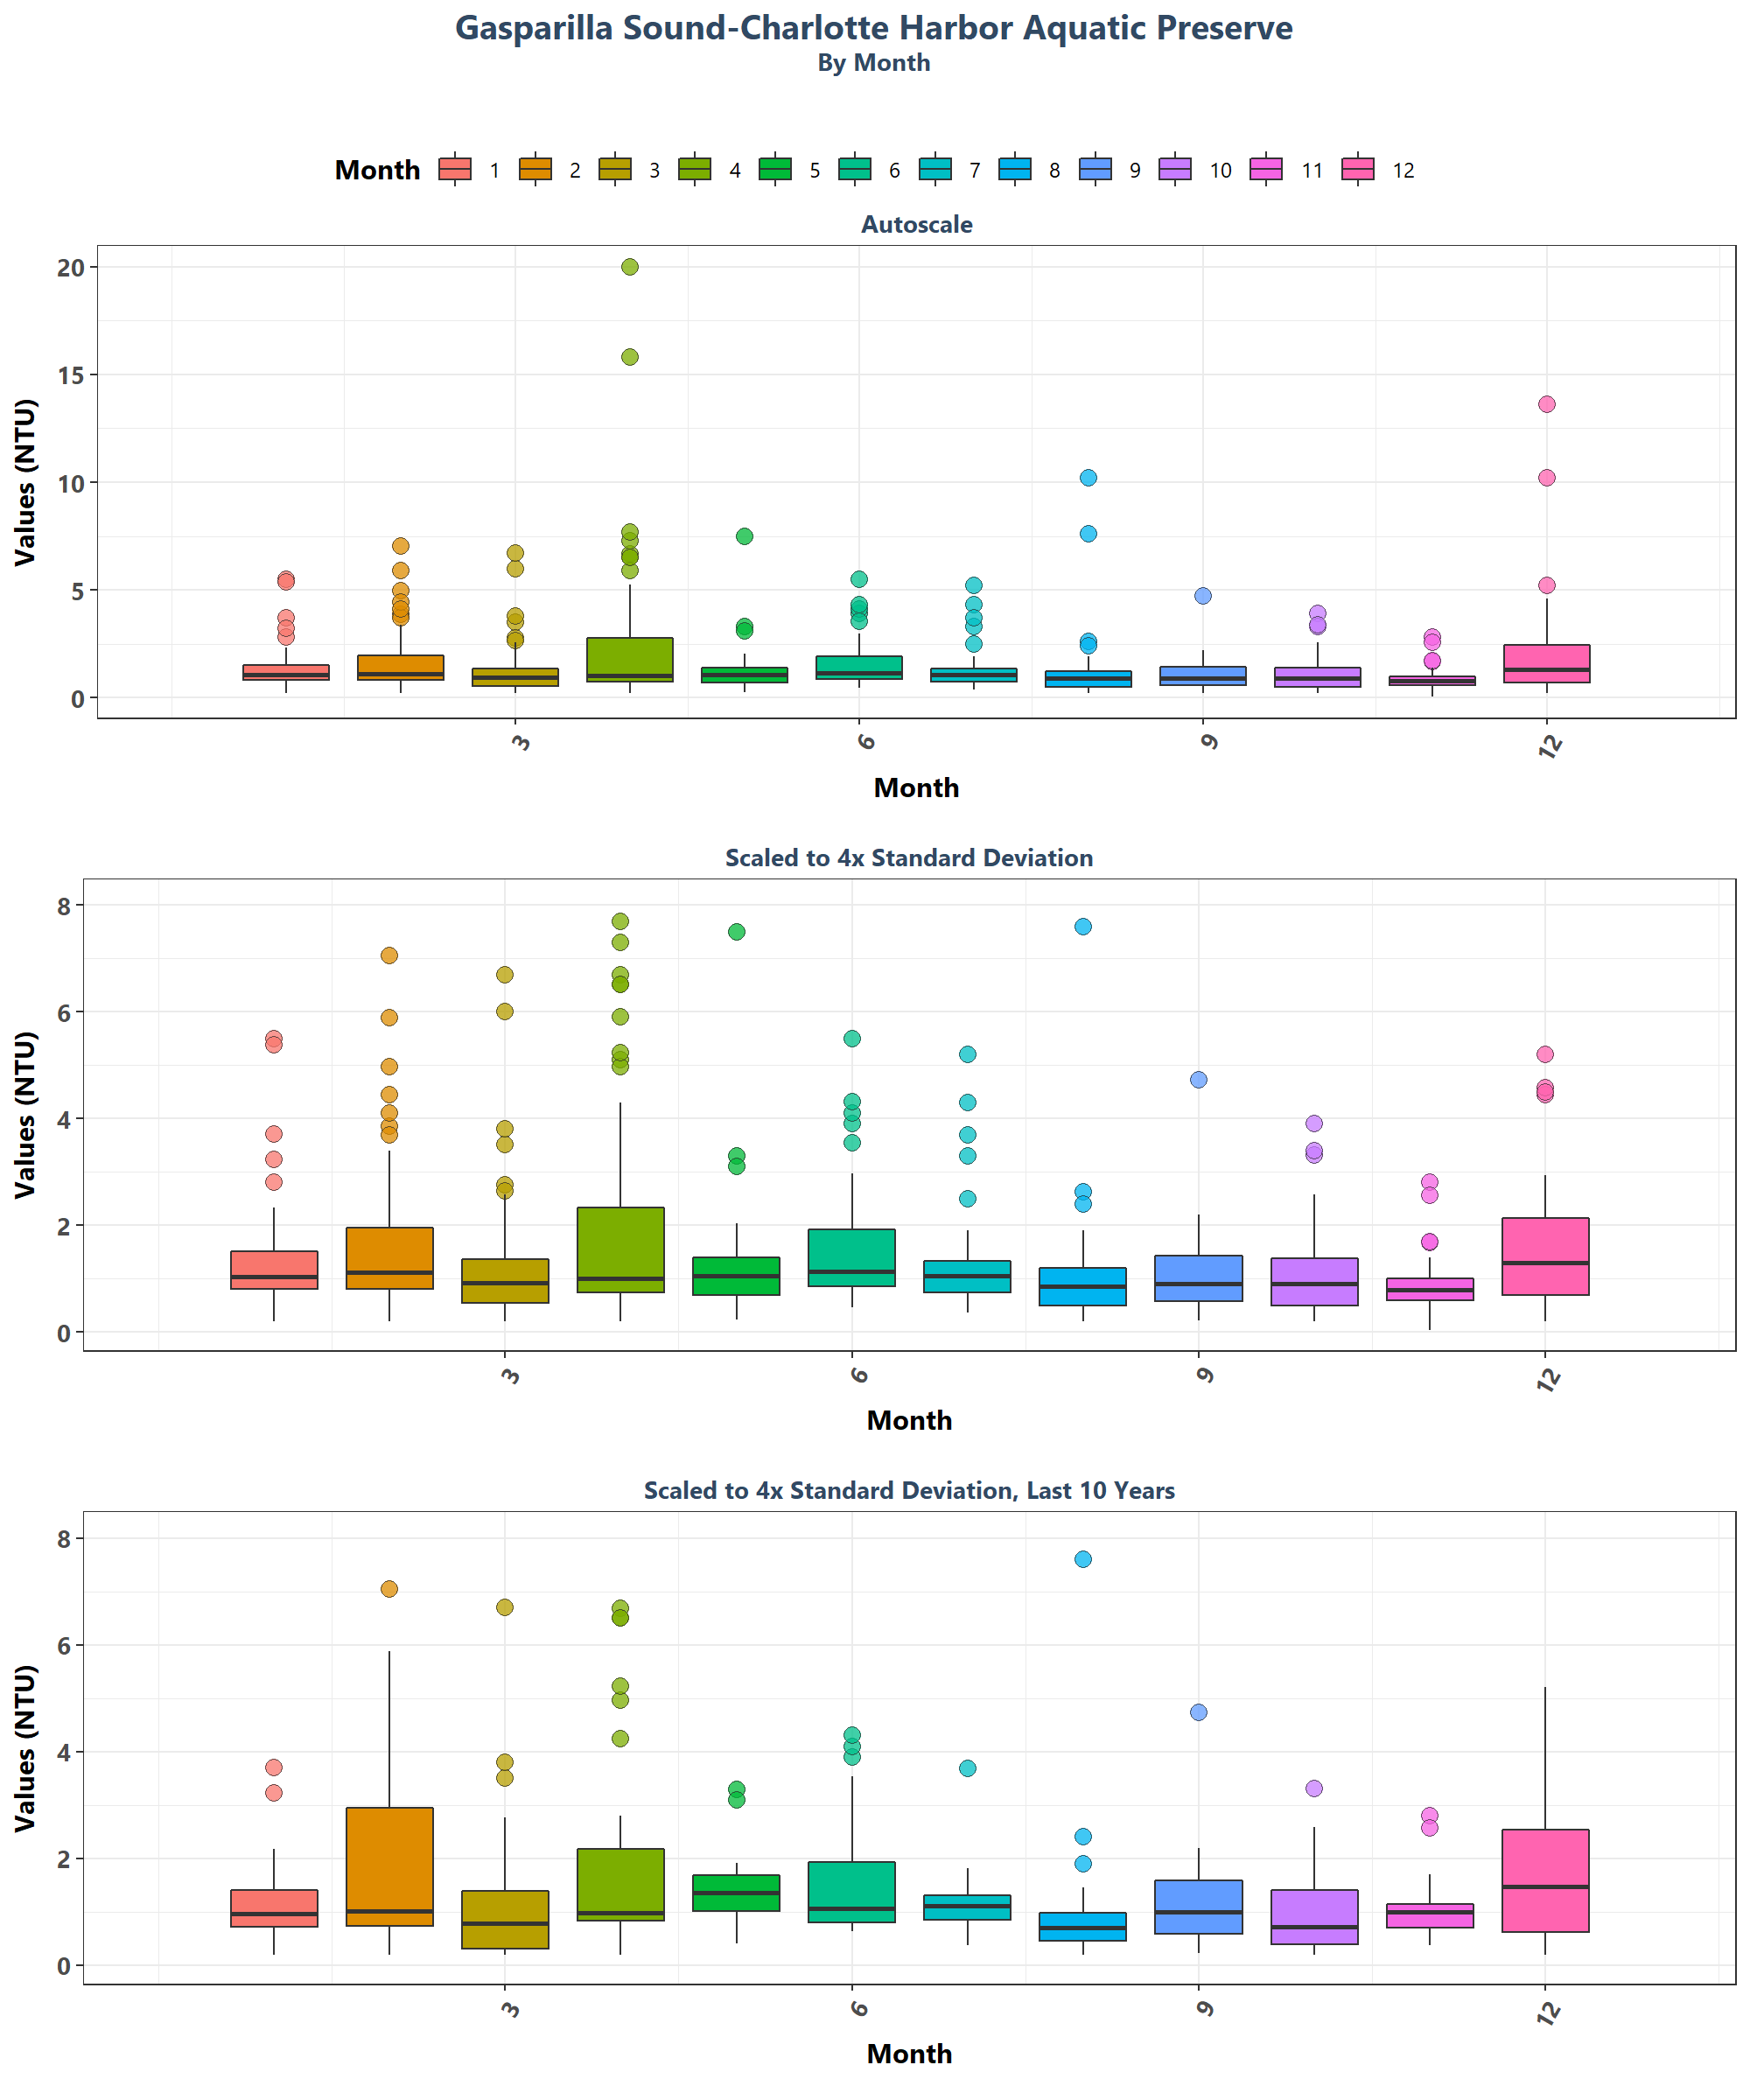 Gasparilla Sound-Charlotte Harbor Aquatic Preserve
By Month
Month 1 2 3 4 5 6 7 8 9 10 11 12
Autoscale
Values (NTU)
20
15
10
5
0
3 6 9 12
Month
Scaled to 4x Standard Deviation
Values (NTU)
8
6
4
2
0
3 6 9 12
Month
Scaled to 4x Standard Deviation, Last 10 Years
Values (NTU)
8
6
4
2
0
3 6 9 12
Month